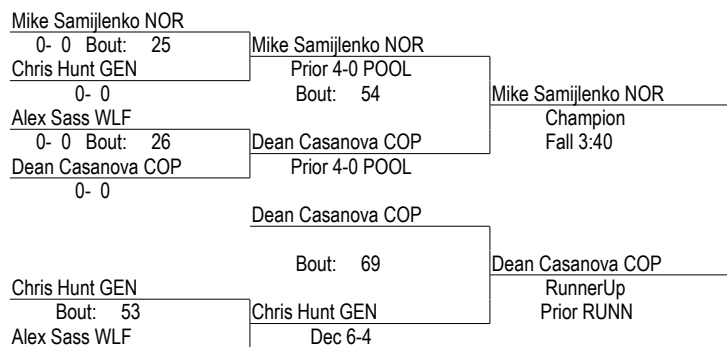 Mike Samijlenko NOR
0- 0 Bout: 25 Mike Samijlenko NOR
Chris Hunt GEN Prior 4-0 POOL
0- 0 Bout: 54 Mike Samijlenko NOR
Alex Sass WLF Champion
0- 0 Bout: 26 Dean Casanova COP Fall 3:40
Dean Casanova COP Prior 4-0 POOL
0- 0
Dean Casanova COP
Bout: 69 Dean Casanova COP
Chris Hunt GEN RunnerUp
Bout: 53 Chris Hunt GEN Prior RUNN
Alex Sass WLF Dec 6-4